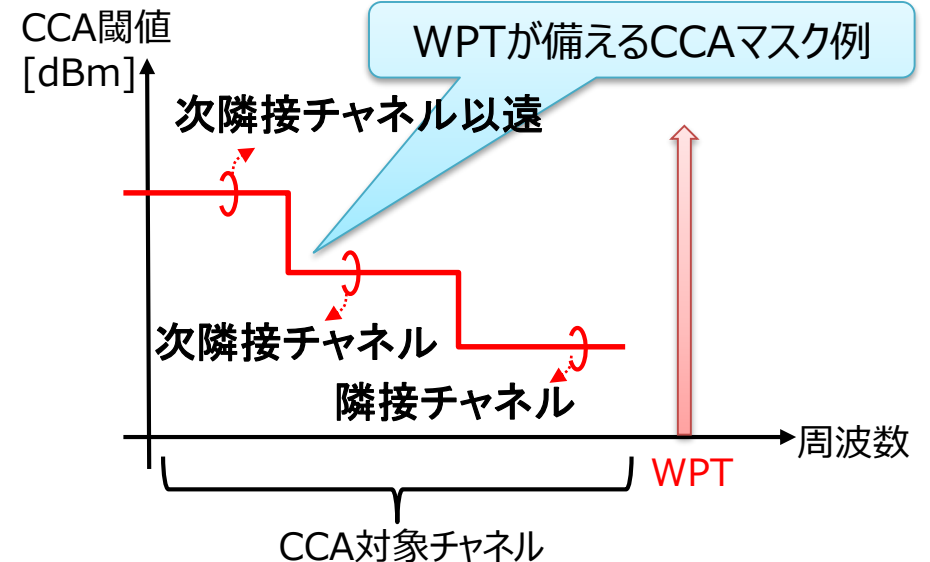 CCA閾値
[dBm]
WPTが備えるCCAマスク例
次隣接チャネル以遠
次隣接チャネル
隣接チャネル
周波数
WPT
CCA対象チャネル